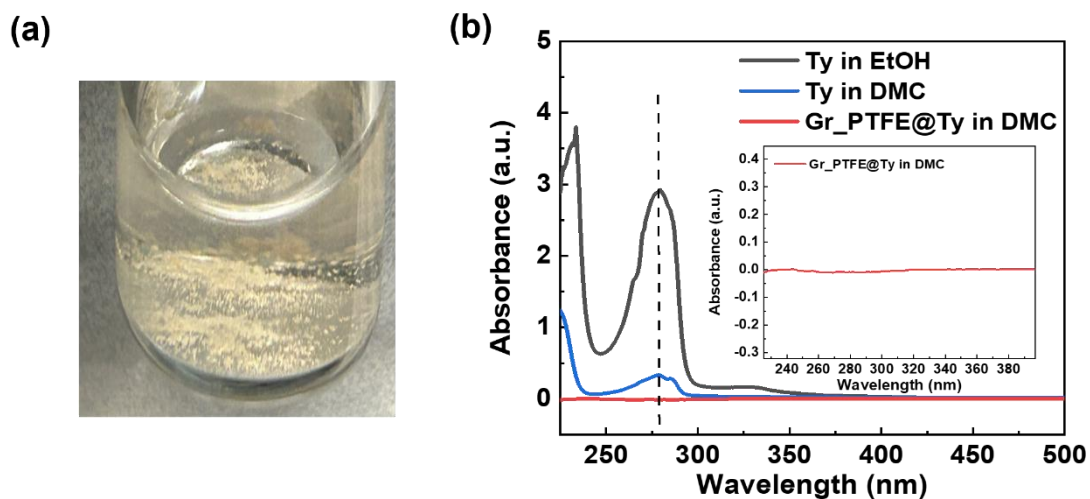 (a)
(b)
Absorbance (a.u.)
5
4
3
2
1
0
Ty in EtOH
Ty in DMC
Gr_PTFE@Ty in DMC
Absorbance (a.u.)
0.4
0.3
0.2
0.1
0.0
-0.1
-0.2
-0.3
Gr_PTFE@Ty in DMC
240 260 280 300 320 340 360 380
Wavelength (nm)
250 300 350 400 450 500
Wavelength (nm)